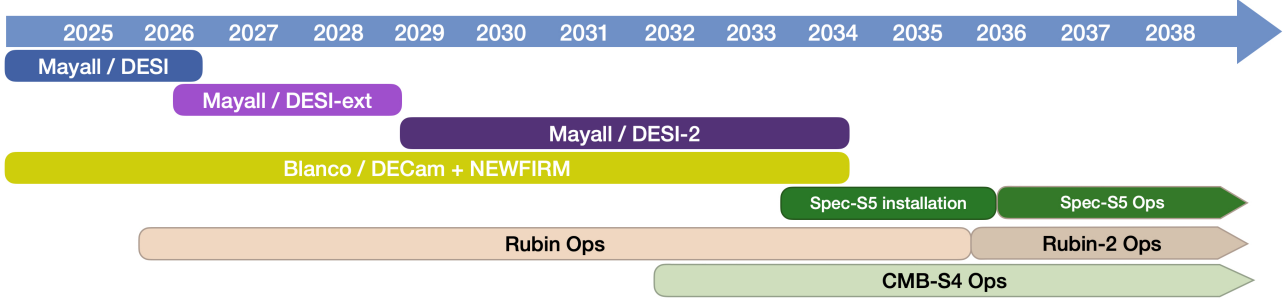 2025 2026 2027 2028 2029 2030 2031 2032 2033 2034 2035 2036 2037 2038
Mayall / DESI
Mayall / DESI-ext
Mayall / DESI-2
Blanco / DECam + NEWFIRM
Spec-S5 installation Spec-S5 Ops
Rubin Ops Rubin-2 Ops
CMB-S4 Ops